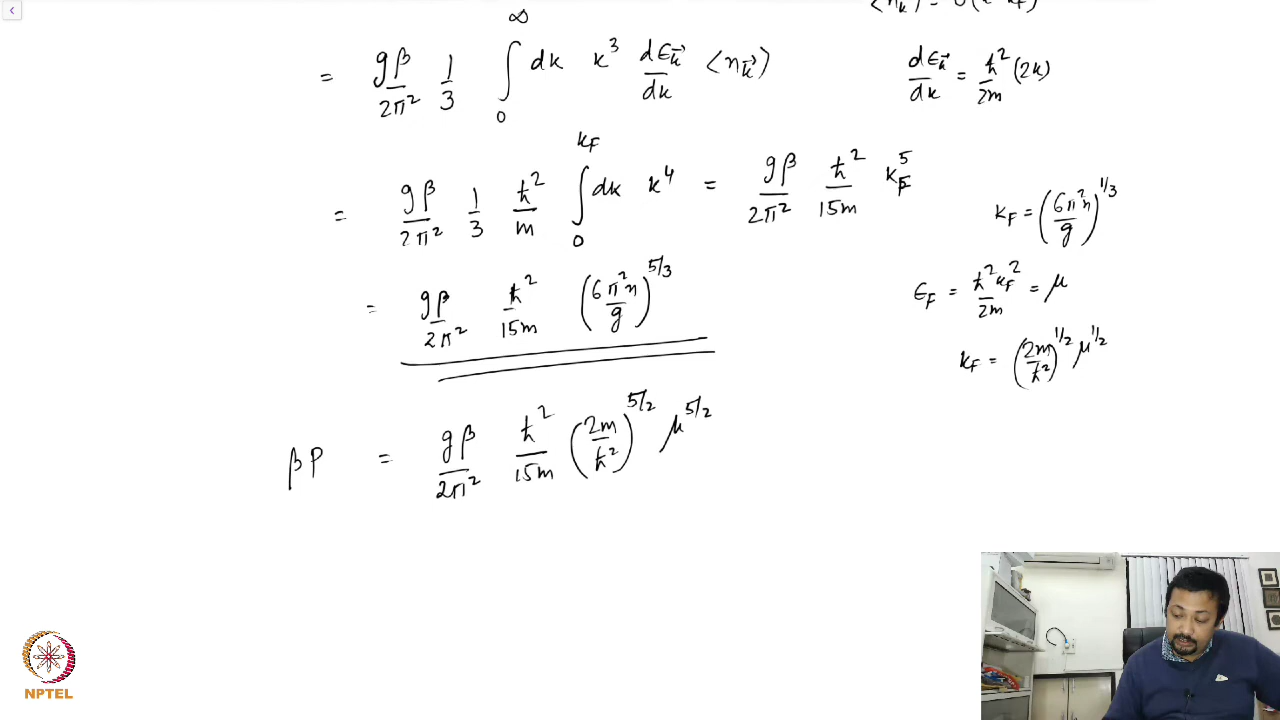 ⟨n_k⃗⟩ = θ(
= gβ/2π² 1/3 ∫₀^∞ dk k³ dϵ_k⃗/dk ⟨n_k⃗⟩
dϵ_k⃗/dk = ħ²/2m (2k)
= gβ/2π² 1/3 ħ²/m ∫₀^{k_F} dk k⁴ = gβ/2π² ħ²/15m k_F⁵
k_F = (6π²n/g)^{1/3}
= gβ/2π² ħ²/15m (6π²n/g)^{5/3}
ϵ_F = ħ²k_F²/2m = μ
k_F = (2m/ħ²)^{1/2} μ^{1/2}
βP = gβ/2π² ħ²/15m (2m/ħ²)^{5/2} μ^{5/2}
NPTEL